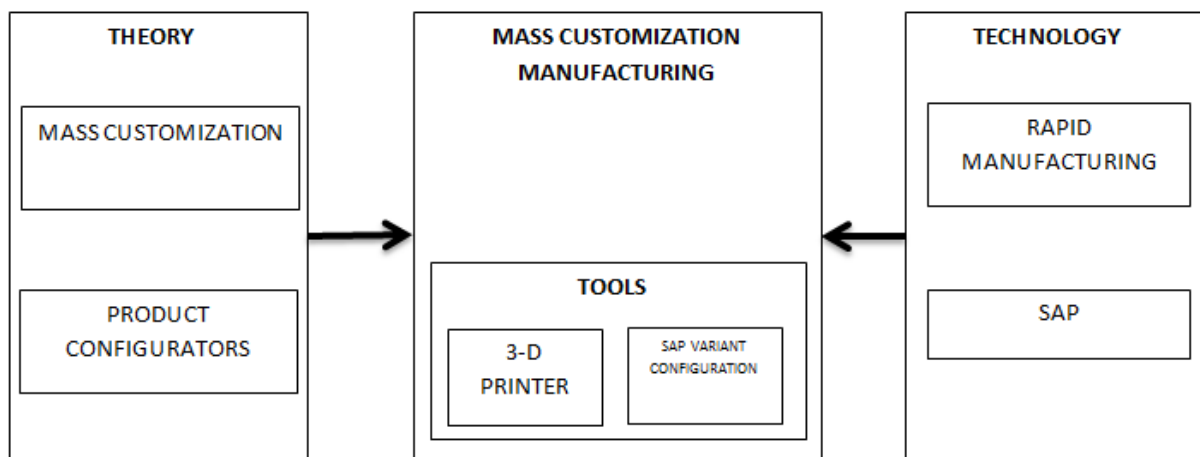 THEORY
MASS CUSTOMIZATION
PRODUCT
CONFIGURATORS
MASS CUSTOMIZATION
MANUFACTURING
TOOLS
3-D
PRINTER
SAP VARIANT
CONFIGURATION
TECHNOLOGY
RAPID
MANUFACTURING
SAP